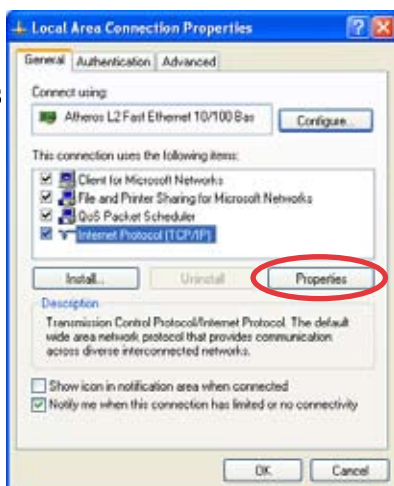 Local Area Connection Properties
General Authentication Advanced
Connect using:
Atheros L2 Fast Ethernet 10/100 Bas Configure...
This connection uses the following items:
Client for Microsoft Networks
File and Printer Sharing for Microsoft Networks
QoS Packet Scheduler
Internet Protocol (TCP/IP)
Install... Uninstall Properties
Description
Transmission Control Protocol/Internet Protocol. The default
wide area network protocol that provides communication
across diverse interconnected networks.
Show icon in notification area when connected
Notify me when this connection has limited or no connectivity
OK Cancel